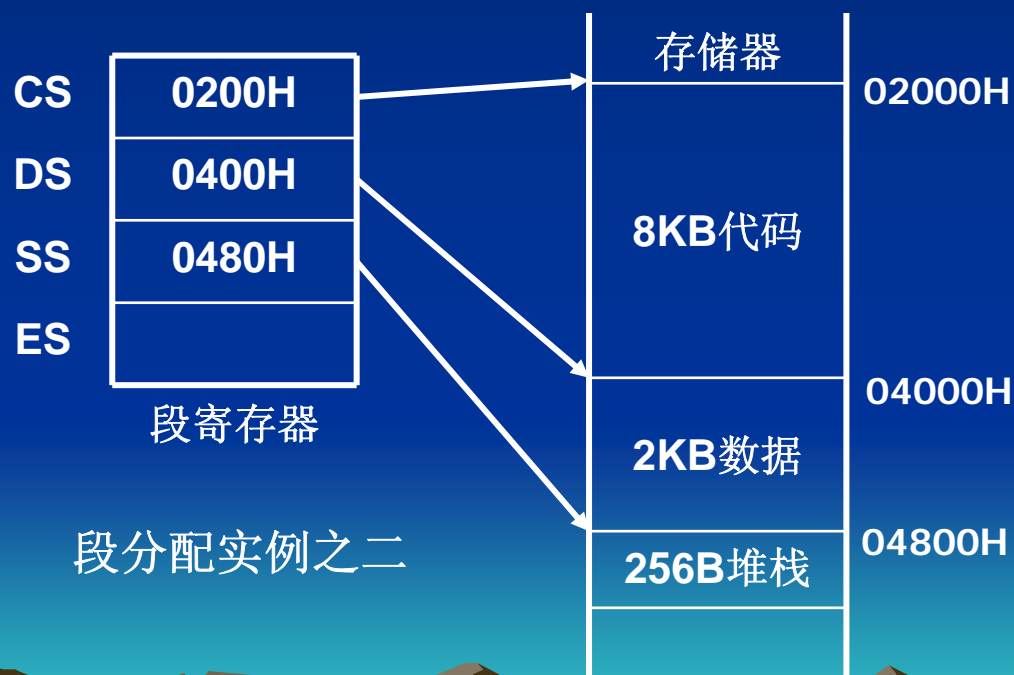 存储器
CS 0200H
02000H
DS 0400H
8KB代码
SS 0480H
ES
04000H
段寄存器
2KB数据
04800H
段分配实例之二
256B堆栈